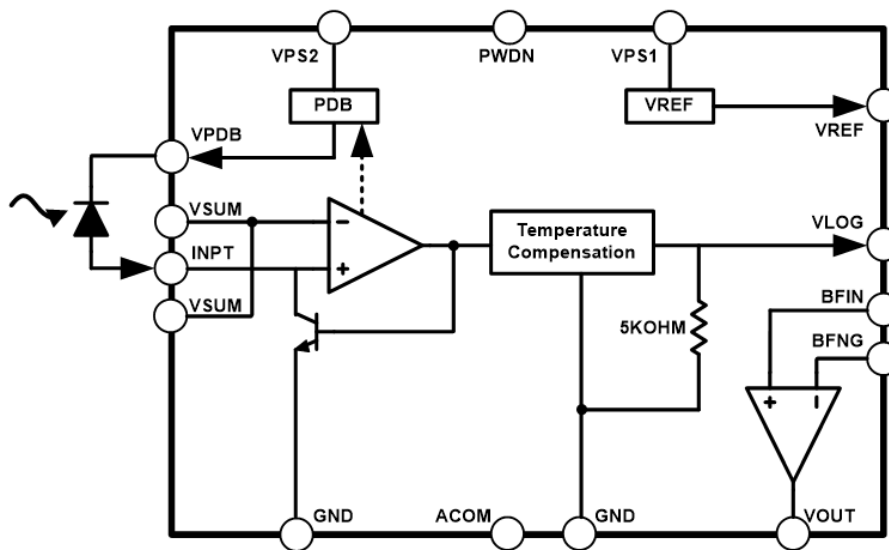 VPS2
PWDN
VPS1
PDB
VREF
VREF
VPDB
VSUM
INPT
VSUM
−
+
Temperature
Compensation
VLOG
5KOHM
BFIN
BFNG
+
−
GND
ACOM
GND
VOUT